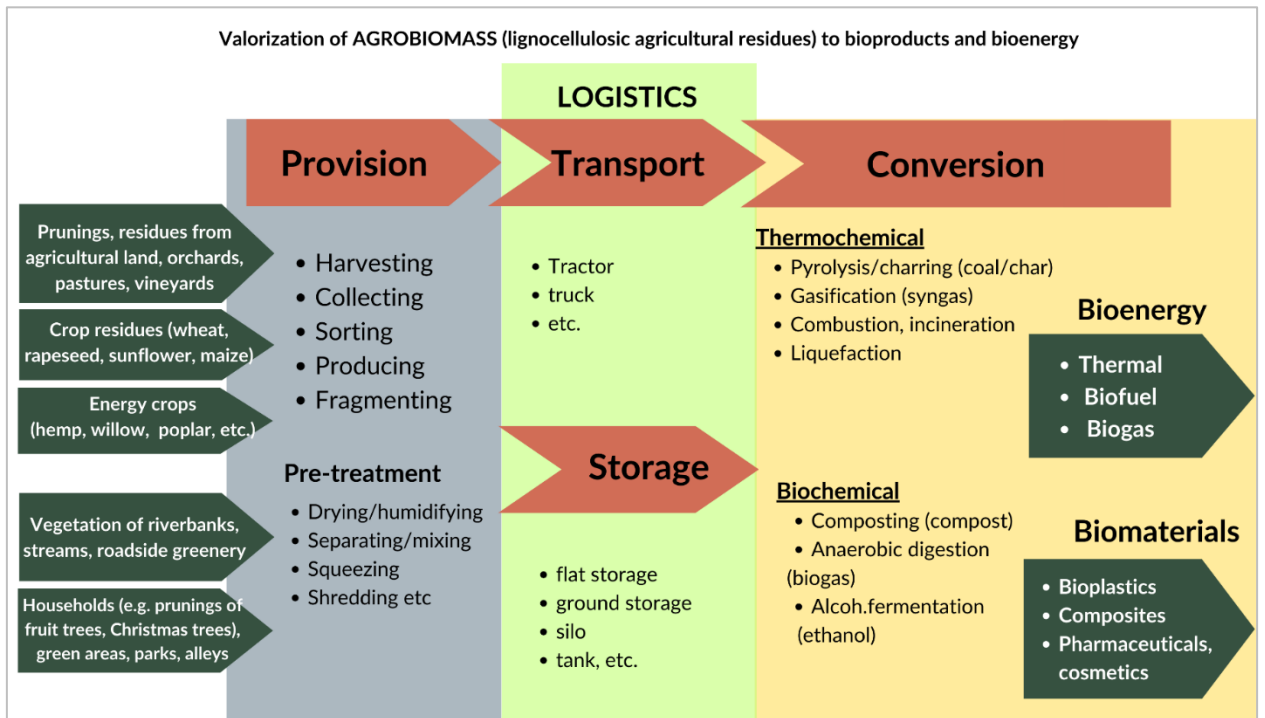 Valorization of AGROBIOMASS (lignocellulosic agricultural residues) to bioproducts and bioenergy
LOGISTICS
Provision
Transport
Conversion
Prunings, residues from
agricultural land, orchards,
pastures, vineyards
Crop residues (wheat,
rapeseed, sunflower, maize)
Energy crops
(hemp, willow, poplar, etc.)
Vegetation of riverbanks,
streams, roadside greenery
Households (e.g. prunings of
fruit trees, Christmas trees),
green areas, parks, alleys
• Harvesting
• Collecting
• Sorting
• Producing
• Fragmenting
Pre-treatment
• Drying/humidifying
• Separating/mixing
• Squeezing
• Shredding etc
• Tractor
• truck
• etc.
Storage
• flat storage
• ground storage
• silo
• tank, etc.
Thermochemical
• Pyrolysis/charring (coal/char)
• Gasification (syngas)
• Combustion, incineration
• Liquefaction
Biochemical
• Composting (compost)
• Anaerobic digestion
(biogas)
• Alcoh.fermentation
(ethanol)
Bioenergy
• Thermal
• Biofuel
• Biogas
Biomaterials
• Bioplastics
• Composites
• Pharmaceuticals,
cosmetics